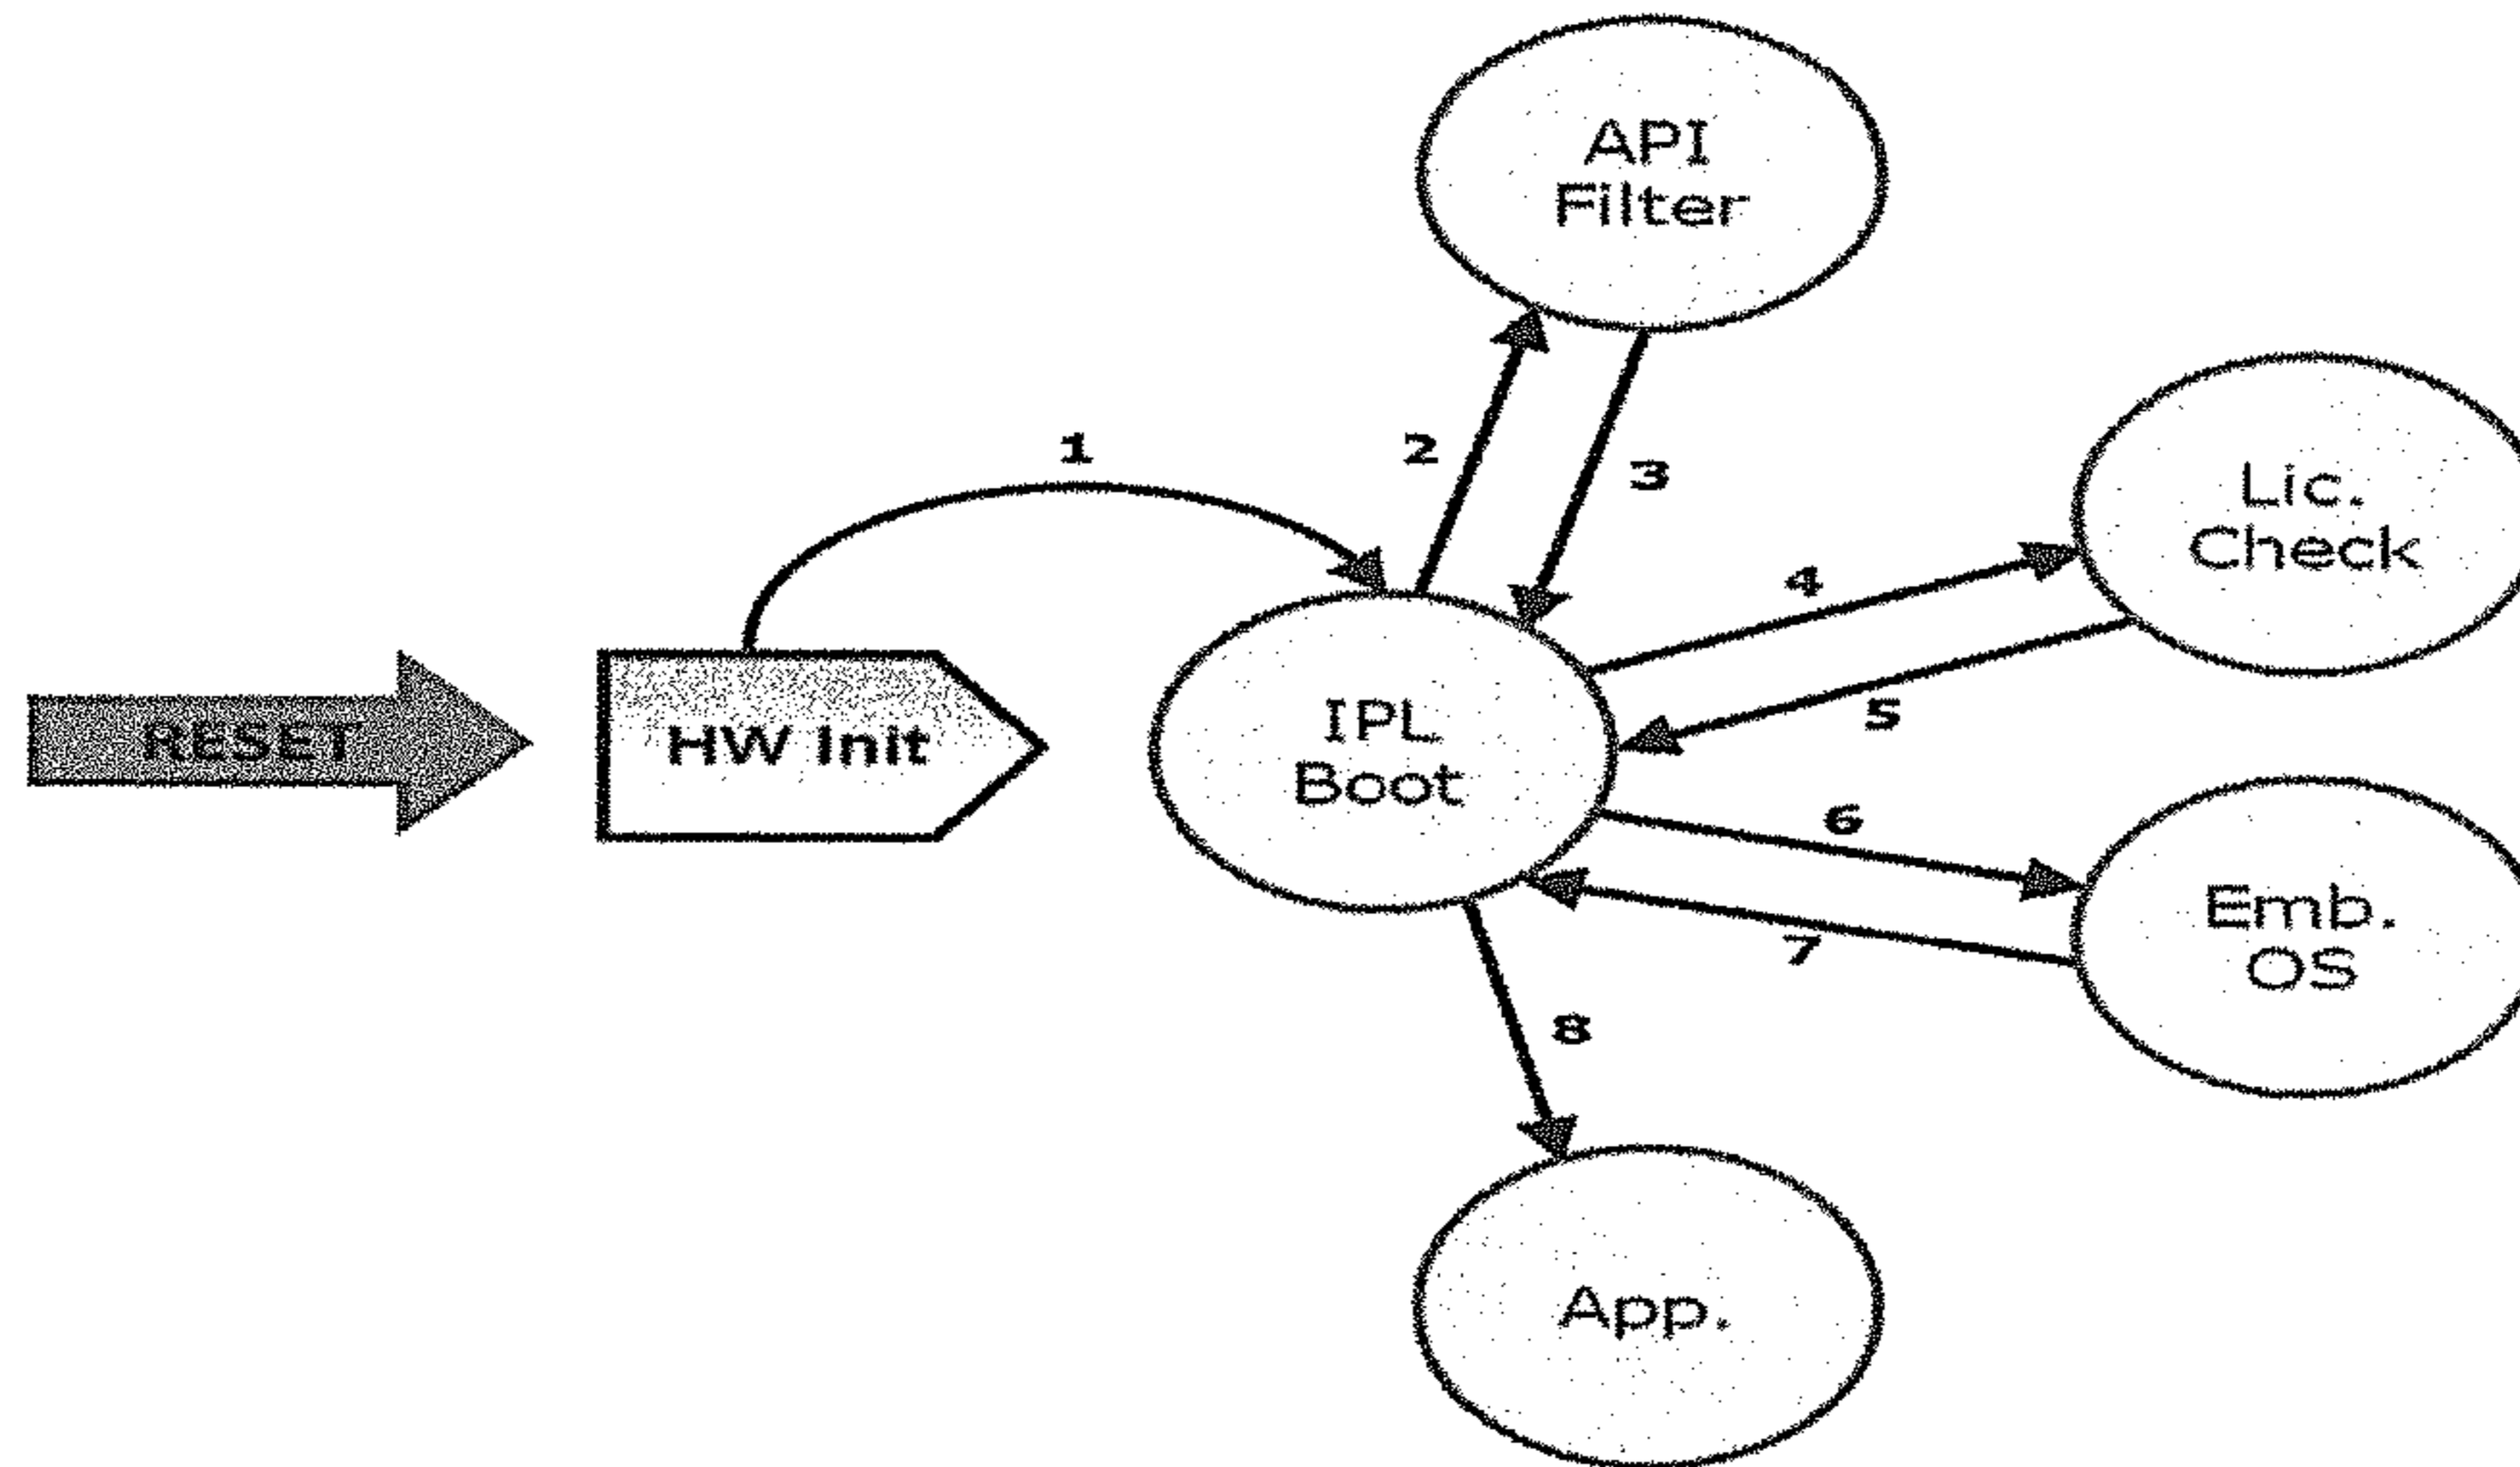 API
Filter
1
2
3
Lic.
Check
4
RESET
HW Init
IPL
Boot
5
6
Emb.
OS
7
8
App.